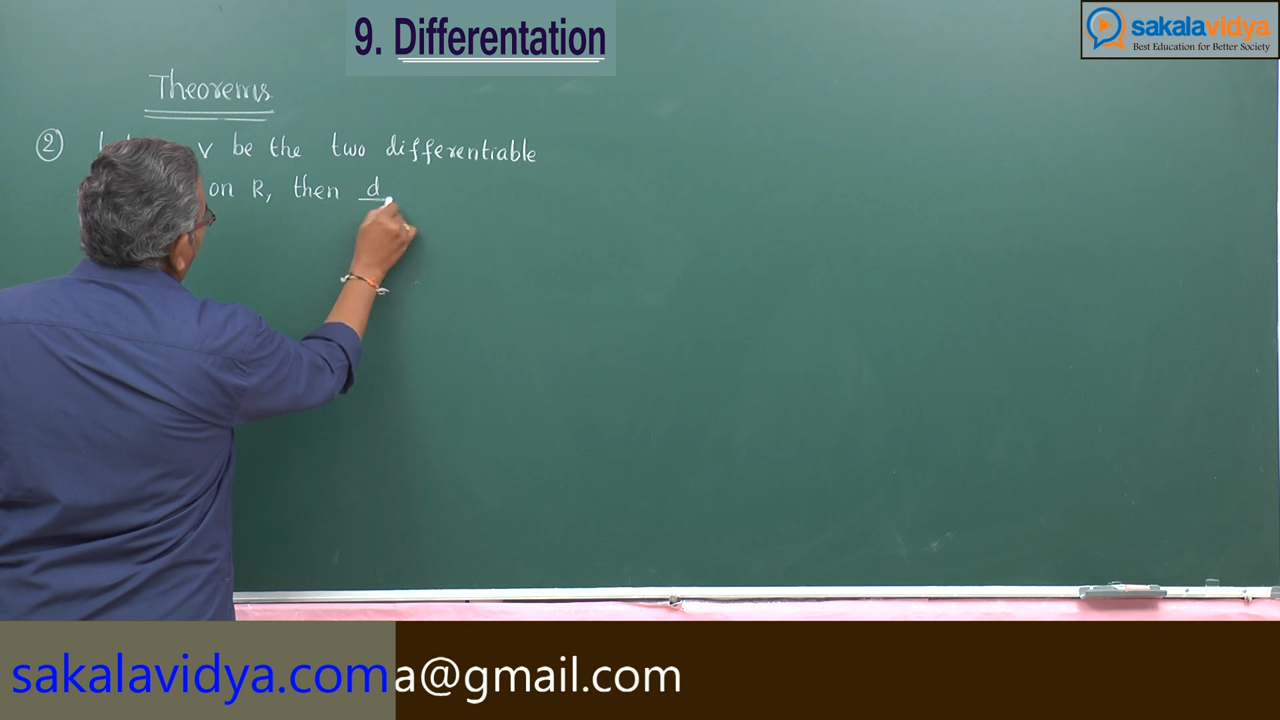 9. Differentation
sakalavidya
Best Education for Better Society
Theorems
② v be the two differentiable
on R, then d
sakalavidya.com a@gmail.com